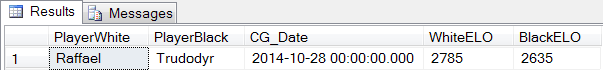 Results Messages
PlayerWhite PlayerBlack CG_Date WhiteELO BlackELO
1 Raffael Trudodyr 2014-10-28 00:00:00.000 2785 2635